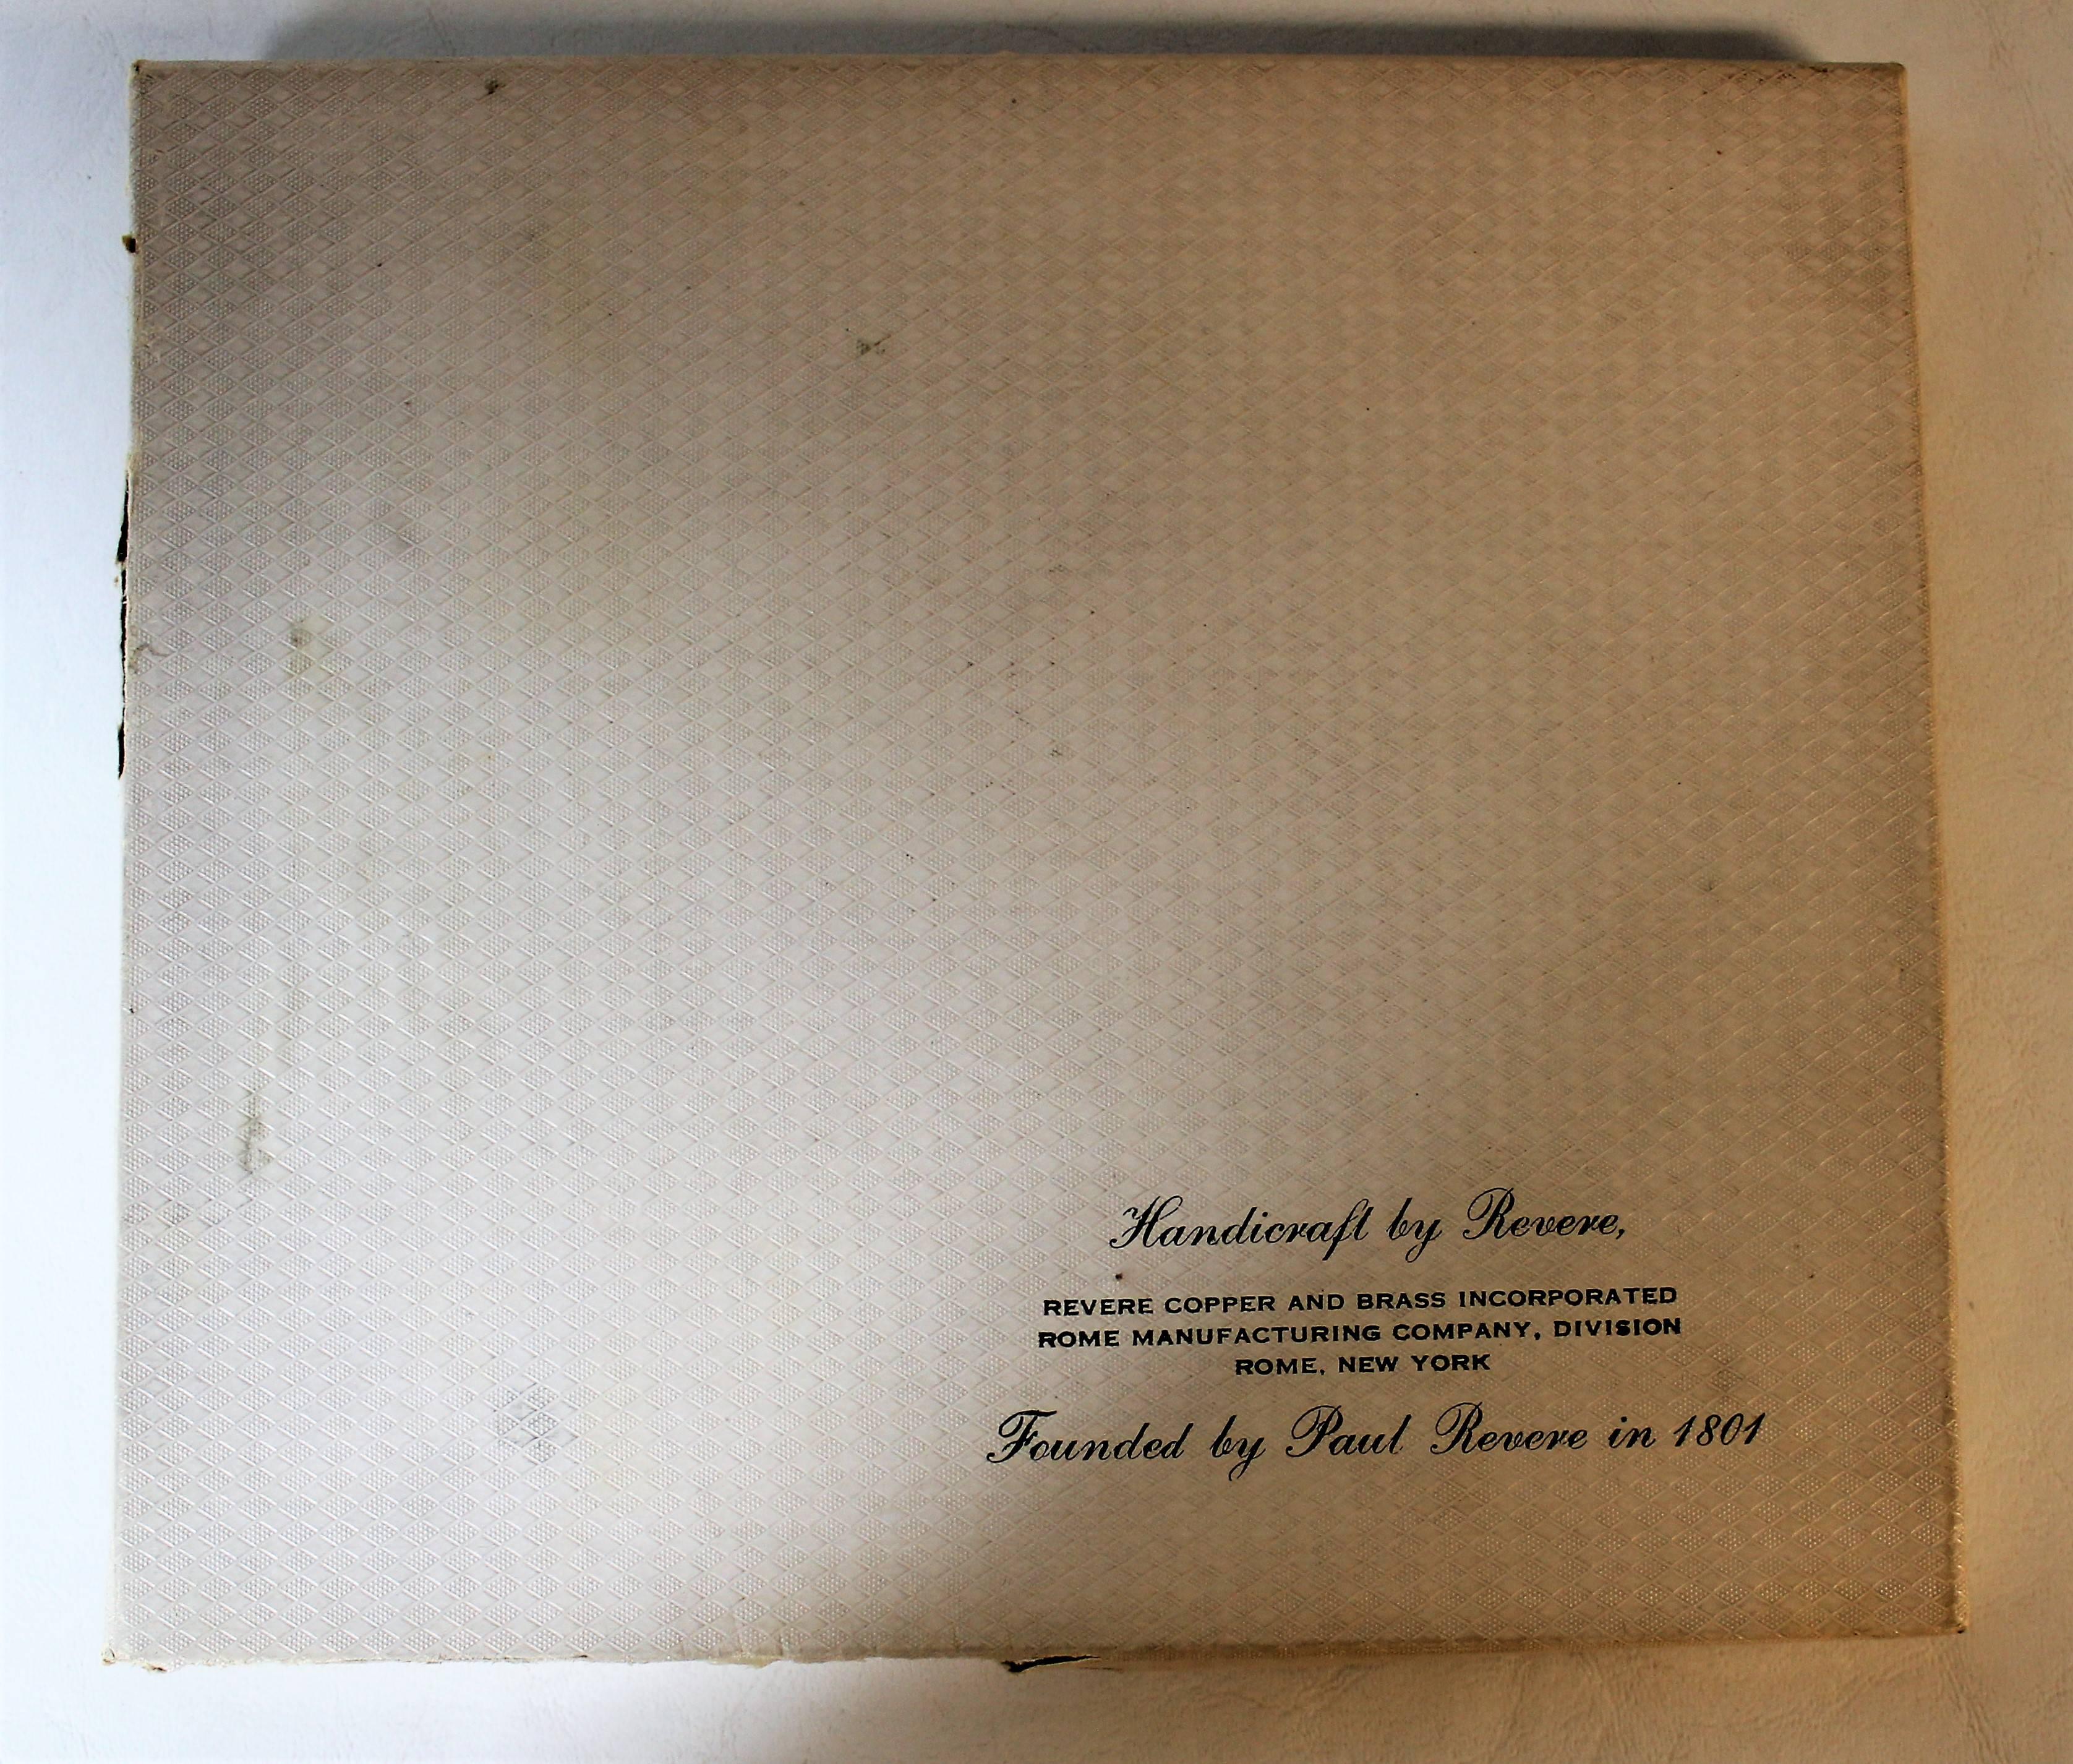 Handicraft by Revere,
REVERE COPPER AND BRASS INCORPORATED
ROME MANUFACTURING COMPANY, DIVISION
ROME, NEW YORK
Founded by Paul Revere in 1801